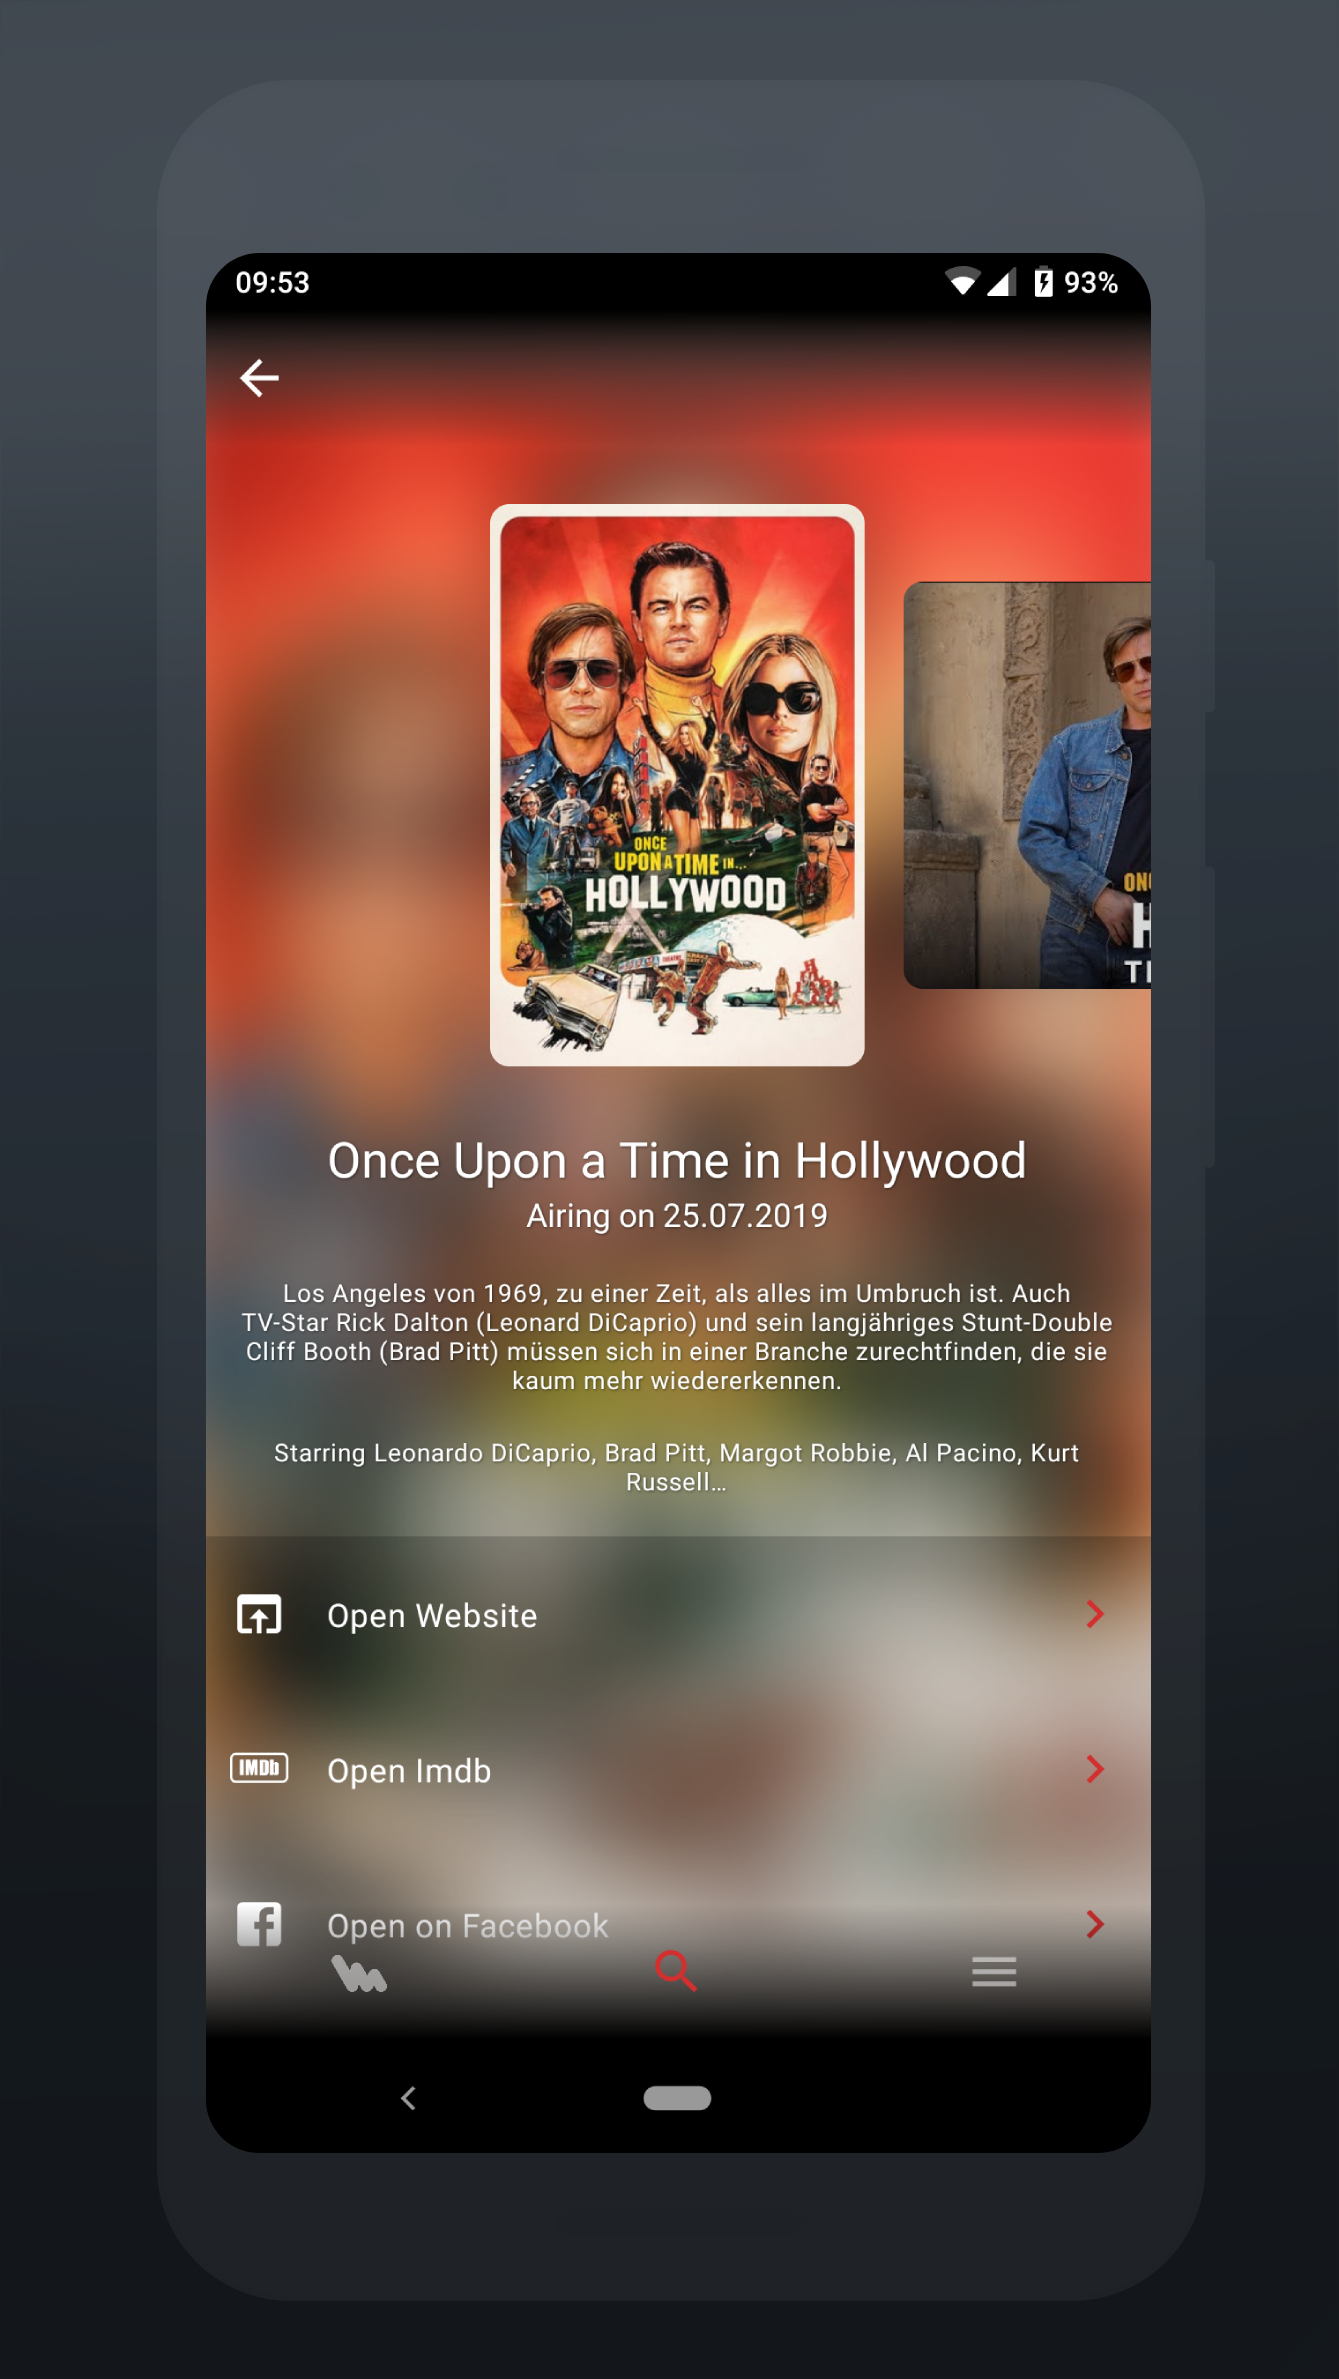 09:53
93%
ONCE
UPON A TIME IN...
HOLLYWOOD
ON
H
T
Once Upon a Time in Hollywood
Airing on 25.07.2019
Los Angeles von 1969, zu einer Zeit, als alles im Umbruch ist. Auch
TV-Star Rick Dalton (Leonard DiCaprio) und sein langjähriges Stunt-Double
Cliff Booth (Brad Pitt) müssen sich in einer Branche zurechtfinden, die sie
kaum mehr wiedererkennen.
Starring Leonardo DiCaprio, Brad Pitt, Margot Robbie, Al Pacino, Kurt
Russell…
Open Website
IMDb
Open Imdb
Open on Facebook